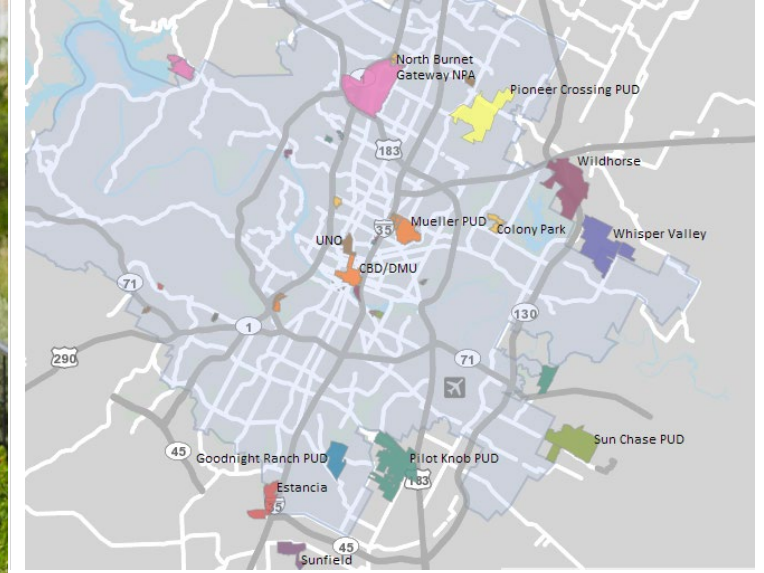 North Burnet
Gateway NPA
Pioneer Crossing PUD
183
Wildhorse
Mueller PUD
Colony Park
35
UNO
Whisper Valley
CBD/DMU
71
130
1
290
71
Sun Chase PUD
45
Goodnight Ranch PUD
Pilot Knob PUD
183
Estancia
35
45
Sunfield